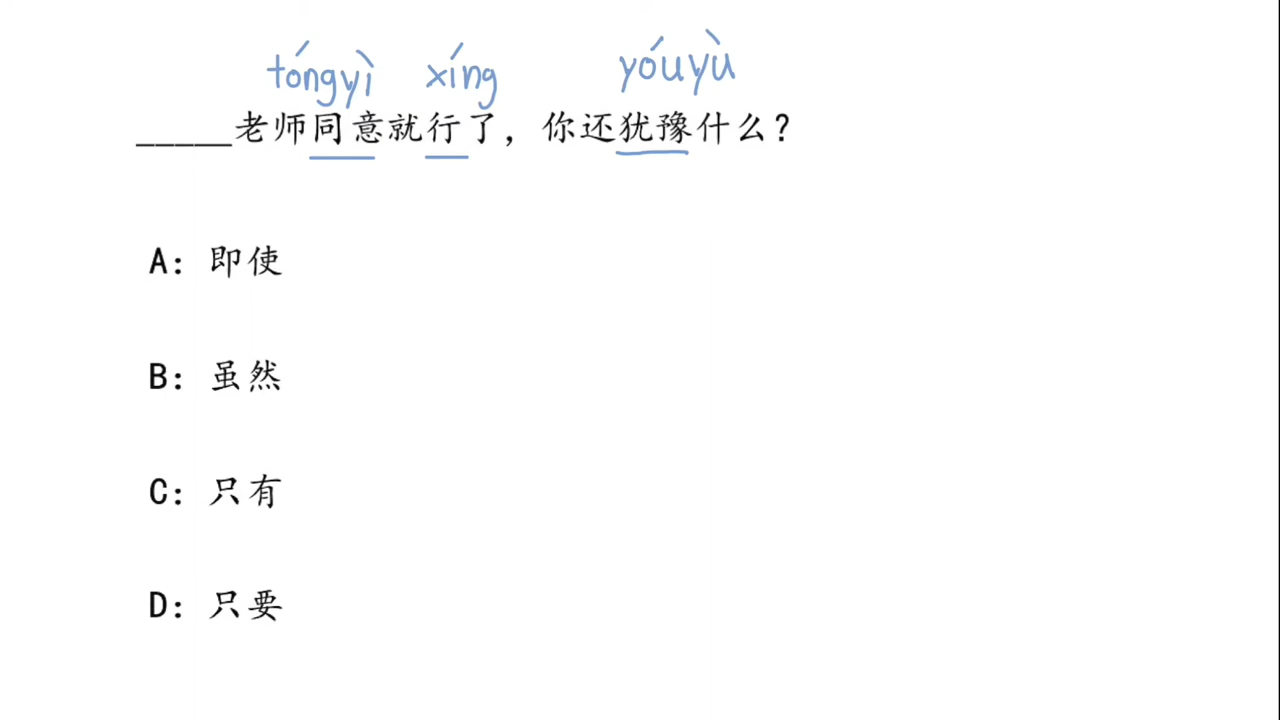 tóngyì xíng yóuyù
_____老师同意就行了，你还犹豫什么？
A：即使
B：虽然
C：只有
D：只要